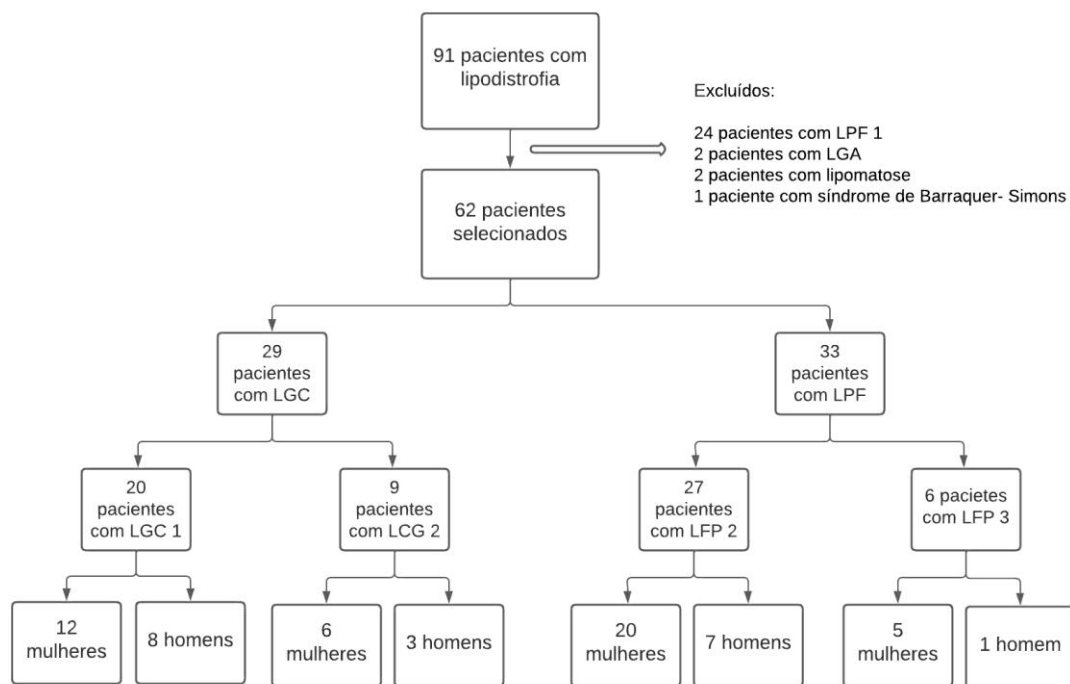 91 pacientes com
lipodistrofia
Excluídos:
24 pacientes com LPF 1
2 pacientes com LGA
2 pacientes com lipomatose
1 paciente com síndrome de Barraquer- Simons
62 pacientes
selecionados
29
pacientes
com LGC
33
pacientes
com LPF
20
pacientes
com LGC 1
9
pacientes
com LCG 2
27
pacientes
com LFP 2
6 pacietes
com LFP 3
12
mulheres
8 homens
6
mulheres
3 homens
20
mulheres
7 homens
5
mulheres
1 homem